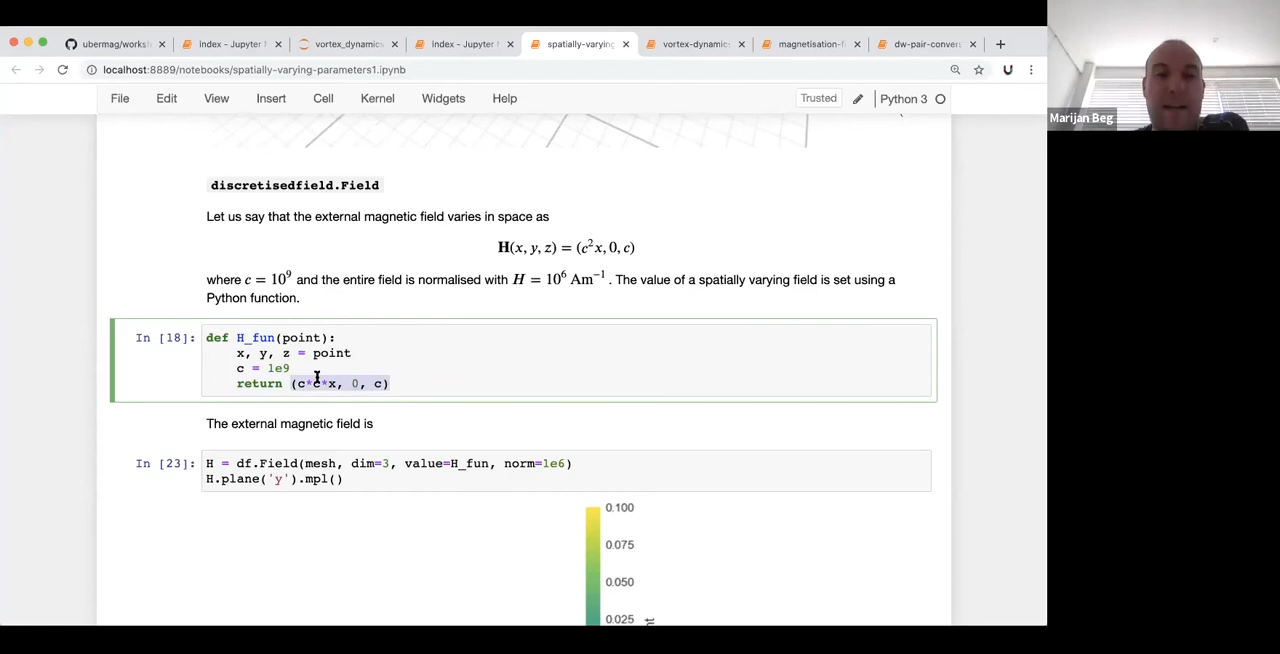 ubermag/worksh
Index - Jupyter N
vortex_dynamics
Index - Jupyter N
spatially-varying
vortex-dynamic
magnetisation-f
dw-pair-convers
localhost:8889/notebooks/spatially-varying-parameters1.ipynb
File Edit View Insert Cell Kernel Widgets Help
Trusted
Python 3
Marijan Beg
discretisedfield.Field
Let us say that the external magnetic field varies in space as
H(x, y, z) = (c²x, 0, c)
where c = 10⁹ and the entire field is normalised with H = 10⁶ Am⁻¹. The value of a spatially varying field is set using a
Python function.
In [18]: def H_fun(point):
x, y, z = point
c = 1e9
return (c*c*x, 0, c)
The external magnetic field is
In [23]: H = df.Field(mesh, dim=3, value=H_fun, norm=1e6)
H.plane('y').mpl()
0.100
0.075
0.050
0.025